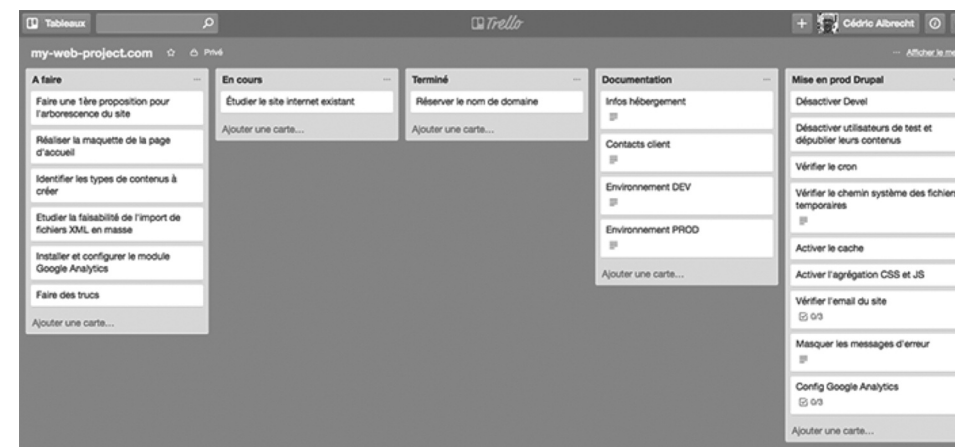 Tableaux
Trello
+
Cédric Albrecht
my-web-project.com
Privé
... Afficher le me
A faire
Faire une 1ère proposition pour
l'arborescence du site
Réaliser la maquette de la page
d'accueil
Identifier les types de contenus à
créer
Etudier la faisabilité de l'import de
fichiers XML en masse
Installer et configurer le module
Google Analytics
Faire des trucs
Ajouter une carte...
En cours
Étudier le site internet existant
Ajouter une carte...
Terminé
Réserver le nom de domaine
Ajouter une carte...
Documentation
Infos hébergement
Contacts client
Environnement DEV
Environnement PROD
Ajouter une carte...
Mise en prod Drupal
Désactiver Devel
Désactiver utilisateurs de test et
dépublier leurs contenus
Vérifier le cron
Vérifier le chemin système des fichiers
temporaires
Activer le cache
Activer l'agrégation CSS et JS
Vérifier l'email du site
0/3
Masquer les messages d'erreur
Config Google Analytics
0/3
Ajouter une carte...